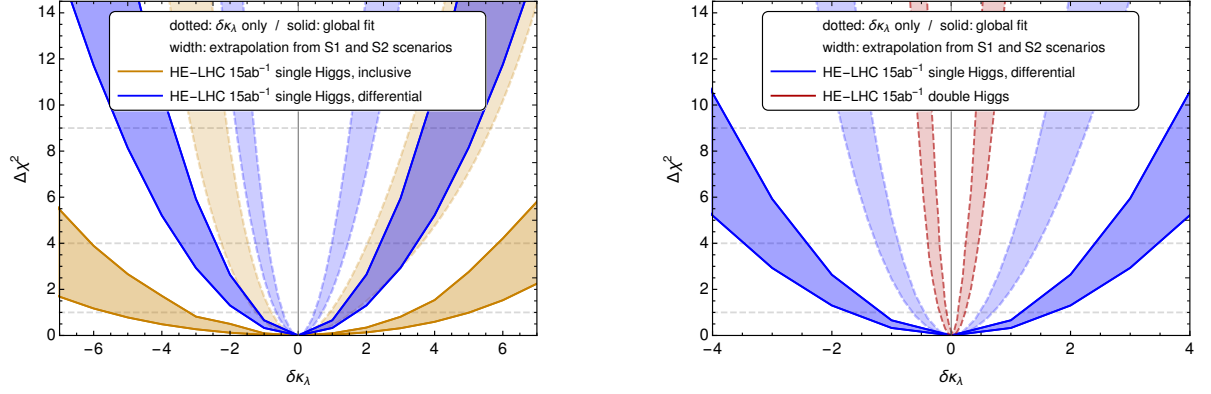 dotted: δκλ only / solid: global fit
width: extrapolation from S1 and S2 scenarios
HE−LHC 15ab⁻¹ single Higgs, inclusive
HE−LHC 15ab⁻¹ single Higgs, differential
14
12
10
8
6
4
2
0
Δχ²
−6
−4
−2
0
2
4
6
δκλ
dotted: δκλ only / solid: global fit
width: extrapolation from S1 and S2 scenarios
HE−LHC 15ab⁻¹ single Higgs, differential
HE−LHC 15ab⁻¹ double Higgs
14
12
10
8
6
4
2
0
Δχ²
−4
−2
0
2
4
δκλ